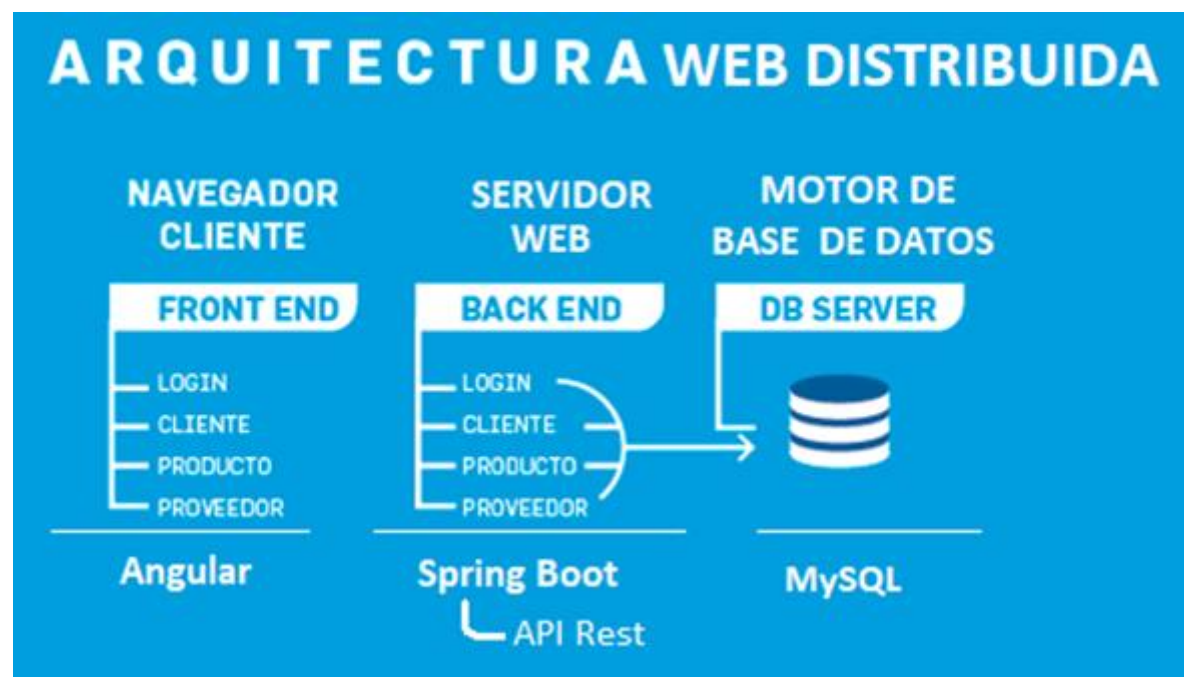 ARQUITECTURA WEB DISTRIBUIDA
NAVEGADOR
CLIENTE
FRONT END
LOGIN
CLIENTE
PRODUCTO
PROVEEDOR
Angular
SERVIDOR
WEB
BACK END
LOGIN
CLIENTE
PRODUCTO
PROVEEDOR
Spring Boot
API Rest
MOTOR DE
BASE DE DATOS
DB SERVER
MySQL